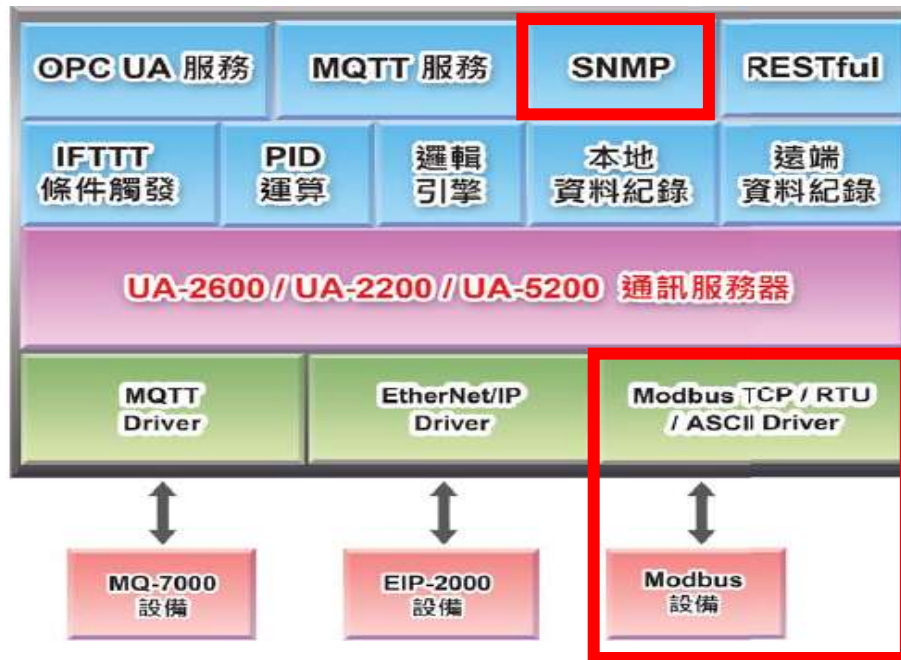 OPC UA 服務
MQTT 服務
SNMP
RESTful
IFTTT
條件觸發
PID
運算
邏輯
引擎
本地
資料紀錄
遠端
資料紀錄
UA-2600 / UA-2200 / UA-5200 通訊服務器
MQTT
Driver
EtherNet/IP
Driver
Modbus TCP / RTU
/ ASCII Driver
MQ-7000
設備
EIP-2000
設備
Modbus
設備